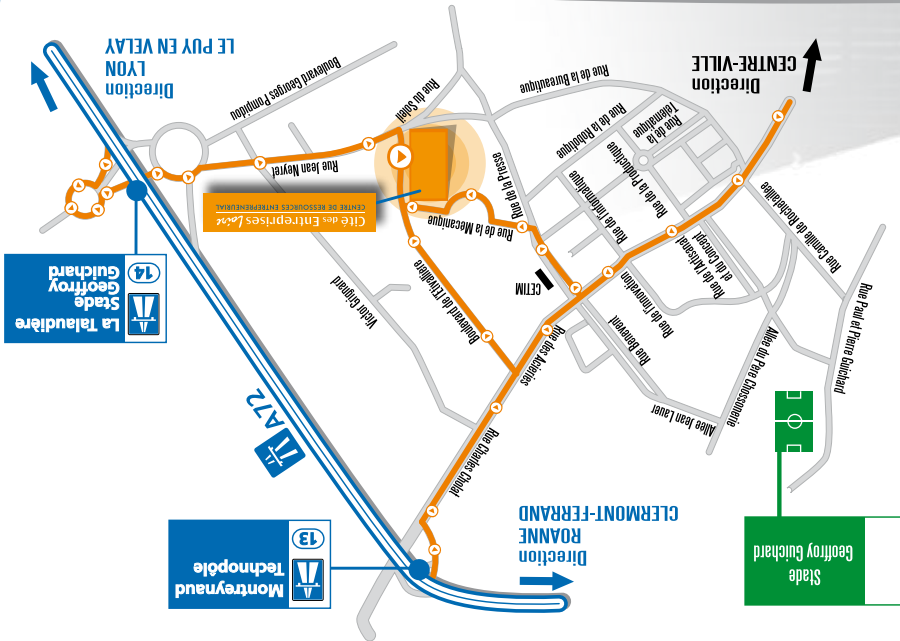 Stade
Geoffroy Guichard
Direction
ROANNE
CLERMONT-FERRAND
13
Montreynaud
Technopôle
Rue Charles Cholat
A72
Allée Jean Lauer
Allée du Père Chossonerie
Rue Paul et Pierre Guichard
Rue Bénévent
Rue des Aciéries
Rue de l'Innovation
Rue de l'Artisanat
et du Concept
Rue Camille de Rochetaillée
CETIM
Boulevard de l'Etivallière
Victor Grignard
14
La Talaudière
Stade
Geoffroy
Guichard
Rue de la Mécanique
Rue de l'Informatique
Rue de la Productique
Rue de la Robotique
Rue de la
Télématique
Rue de la Presse
Cité des Entreprises Loire
CENTRE DE RESSOURCES ENTREPRENEURIAL
Rue Jean Neyret
Rue du Soleil
Rue de la Bureautique
Boulevard Georges Pompidou
Direction
CENTRE-VILLE
Direction
LYON
LE PUY EN VELAY